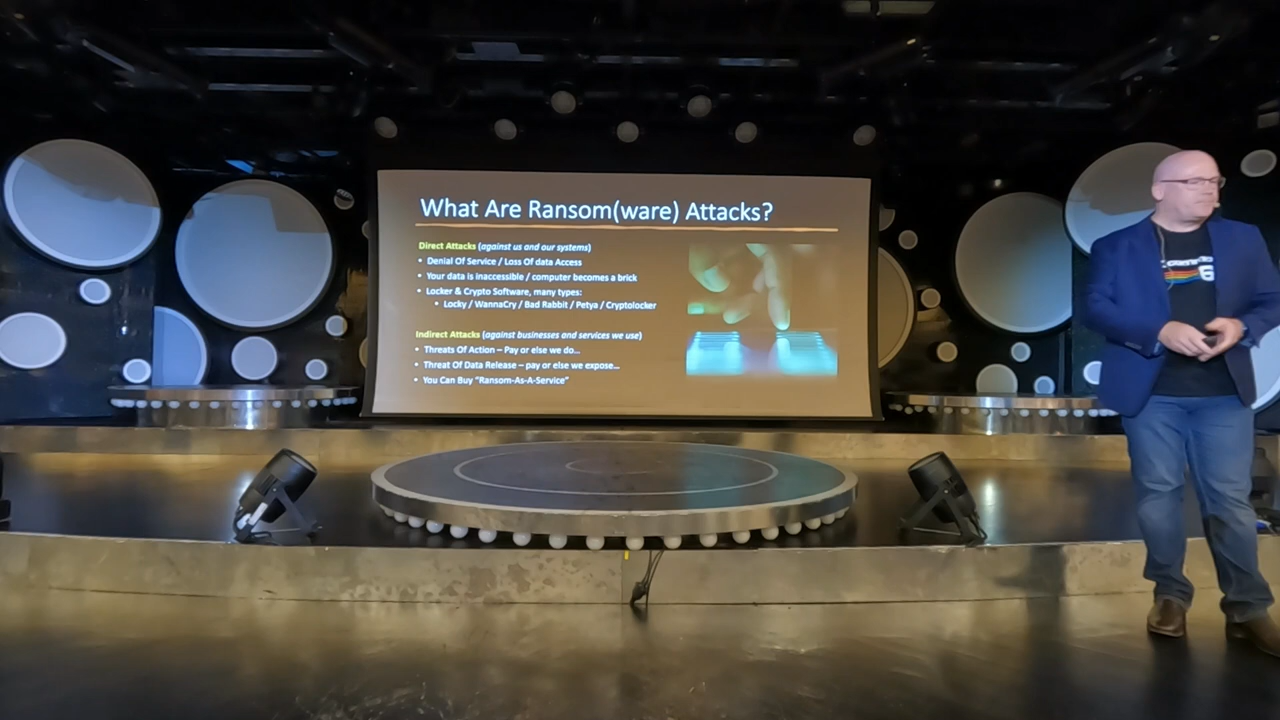 What Are Ransom(ware) Attacks?
Direct Attacks (against us and our systems)
• Denial Of Service / Loss Of data Access
• Your data is inaccessible / computer becomes a brick
• Locker & Crypto Software, many types:
• Locky / WannaCry / Bad Rabbit / Petya / Cryptolocker
Indirect Attacks (against businesses and services we use)
• Threats Of Action – Pay or else we do...
• Threat Of Data Release – pay or else we expose...
• You Can Buy "Ransom-As-A-Service"
6